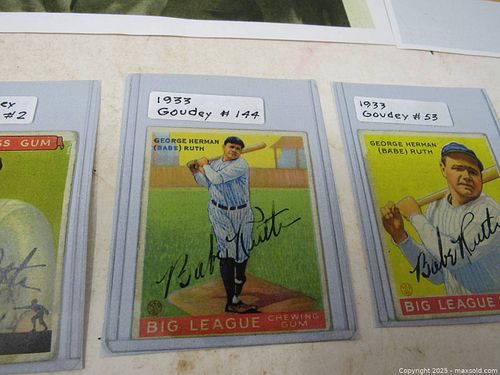 ey
#2
GS GUM
1933
Goudey # 144
GEORGE HERMAN
(BABE) RUTH
Babe Ruth
BIG LEAGUE CHEWING
GUM
1933
Goudey # 53
GEORGE HERMAN
(BABE) RUTH
Babe Ruth
BIG LEAGUE
Copyright 2025 - maxsold.com